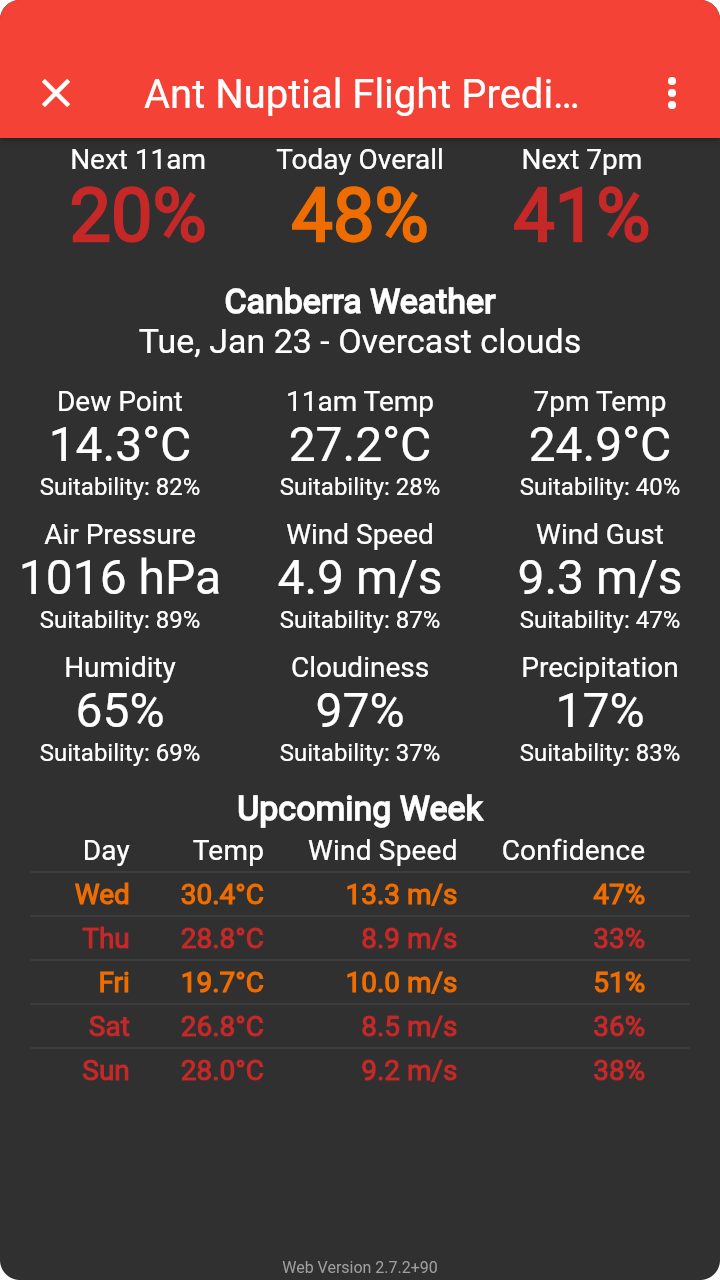 Ant Nuptial Flight Predi...
Next 11am Today Overall Next 7pm
20% 48% 41%
Canberra Weather
Tue, Jan 23 - Overcast clouds
Dew Point 11am Temp 7pm Temp
14.3°C 27.2°C 24.9°C
Suitability: 82% Suitability: 28% Suitability: 40%
Air Pressure Wind Speed Wind Gust
1016 hPa 4.9 m/s 9.3 m/s
Suitability: 89% Suitability: 87% Suitability: 47%
Humidity Cloudiness Precipitation
65% 97% 17%
Suitability: 69% Suitability: 37% Suitability: 83%
Upcoming Week
Day Temp Wind Speed Confidence
Wed 30.4°C 13.3 m/s 47%
Thu 28.8°C 8.9 m/s 33%
Fri 19.7°C 10.0 m/s 51%
Sat 26.8°C 8.5 m/s 36%
Sun 28.0°C 9.2 m/s 38%
Web Version 2.7.2+90